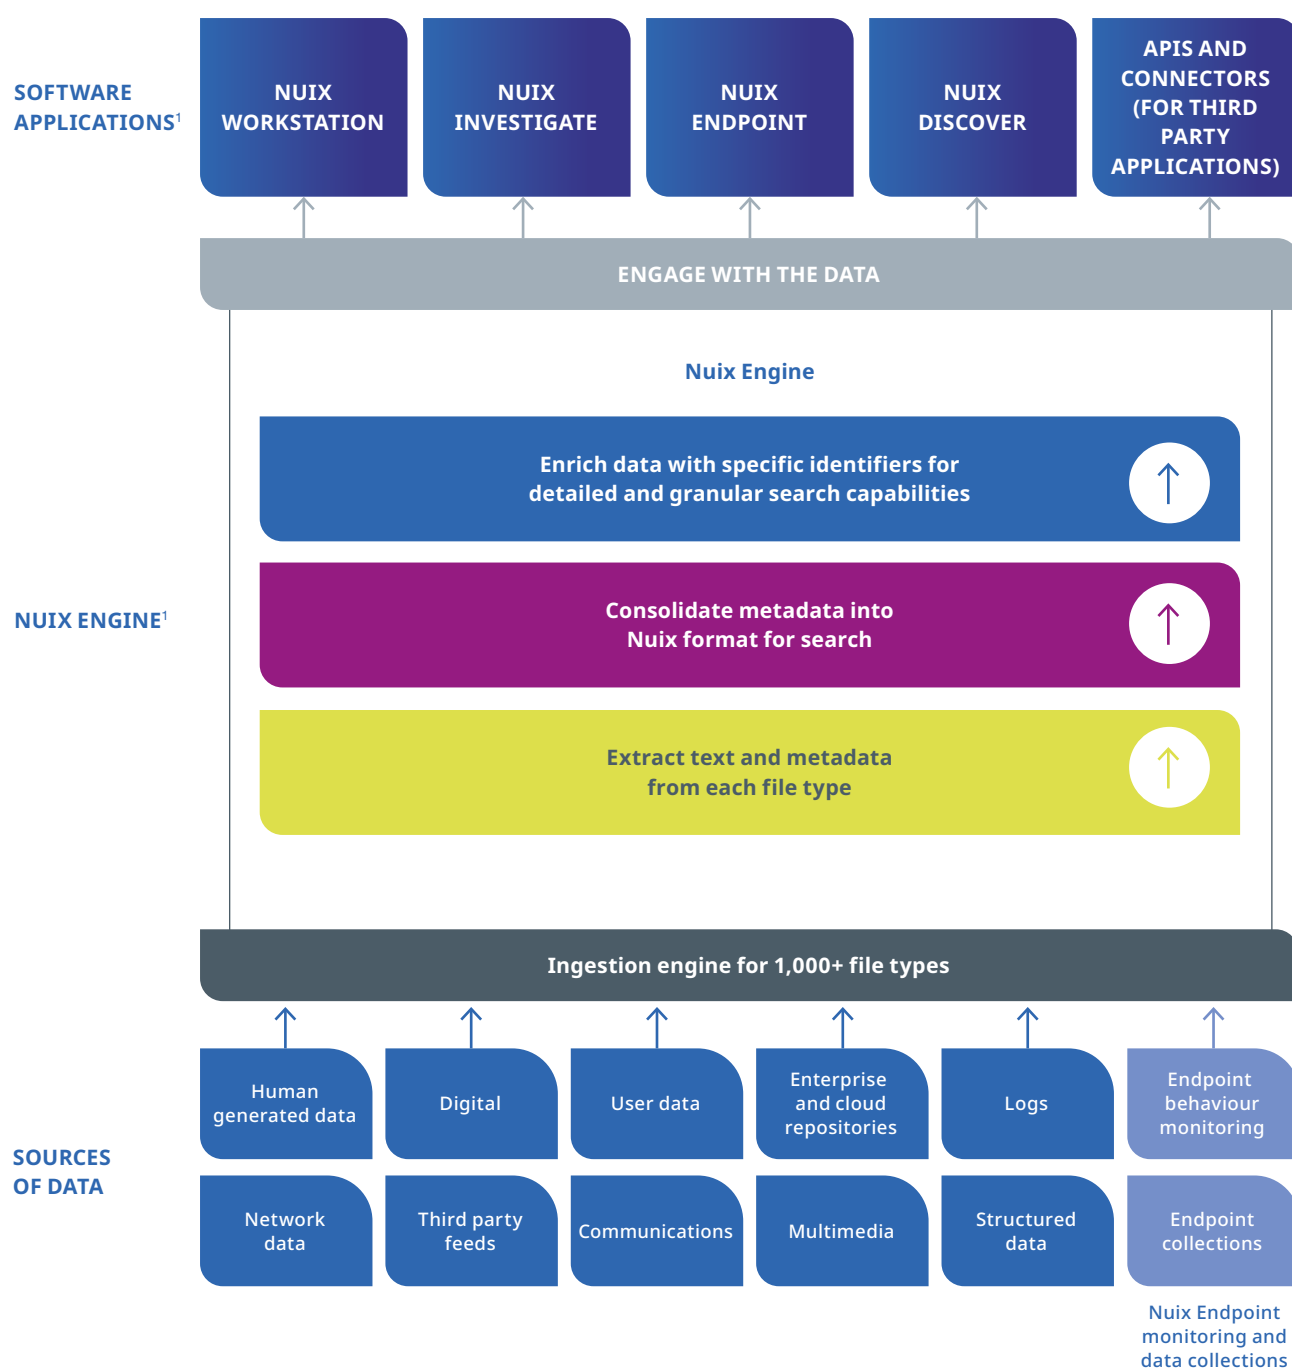 SOFTWARE
APPLICATIONS¹
NUIX
WORKSTATION
NUIX
INVESTIGATE
NUIX
ENDPOINT
NUIX
DISCOVER
APIS AND
CONNECTORS
(FOR THIRD
PARTY
APPLICATIONS)
ENGAGE WITH THE DATA
Nuix Engine
Enrich data with specific identifiers for
detailed and granular search capabilities
NUIX ENGINE¹
Consolidate metadata into
Nuix format for search
Extract text and metadata
from each file type
Ingestion engine for 1,000+ file types
SOURCES
OF DATA
Human
generated data
Digital
User data
Enterprise
and cloud
repositories
Logs
Endpoint
behaviour
monitoring
Network
data
Third party
feeds
Communications
Multimedia
Structured
data
Endpoint
collections
Nuix Endpoint
monitoring and
data collections